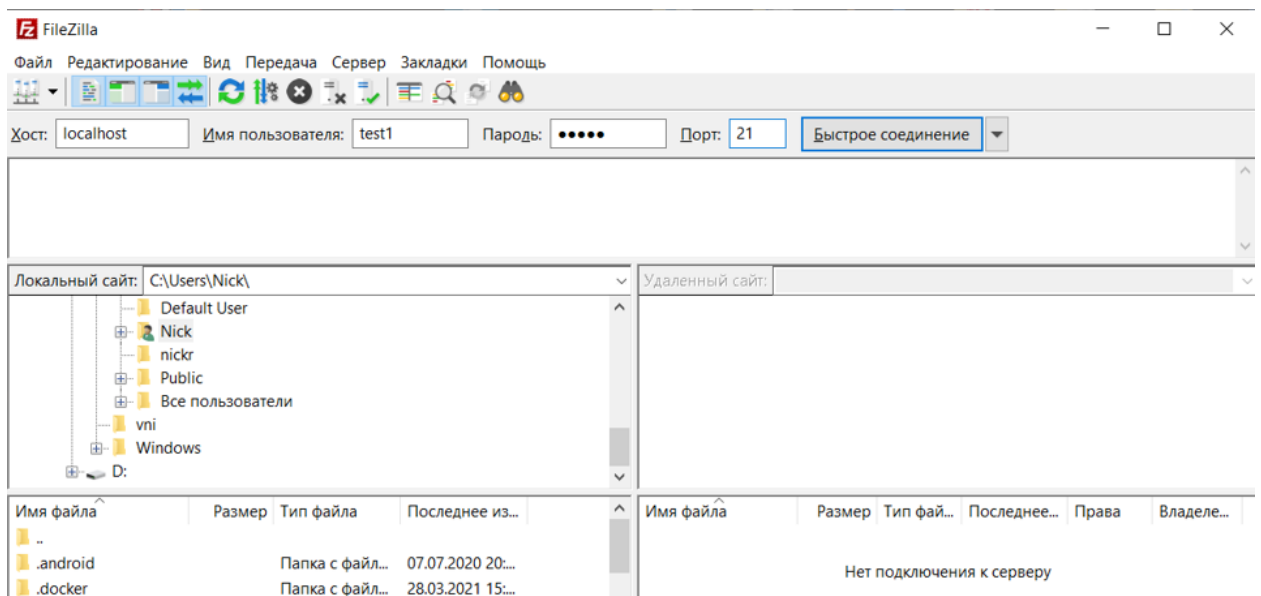 FileZilla
Файл Редактирование Вид Передача Сервер Закладки Помощь
Хост: localhost Имя пользователя: test1 Пароль: ●●●●● Порт: 21 Быстрое соединение
Локальный сайт: C:\Users\Nick\ Удаленный сайт:
Default User
Nick
nickr
Public
Все пользователи
vni
Windows
D:
Имя файла Размер Тип файла Последнее из... Имя файла Размер Тип фай... Последнее... Права Владеле...
..
.android Папка с файл... 07.07.2020 20:...
Нет подключения к серверу
.docker Папка с файл... 28.03.2021 15:...